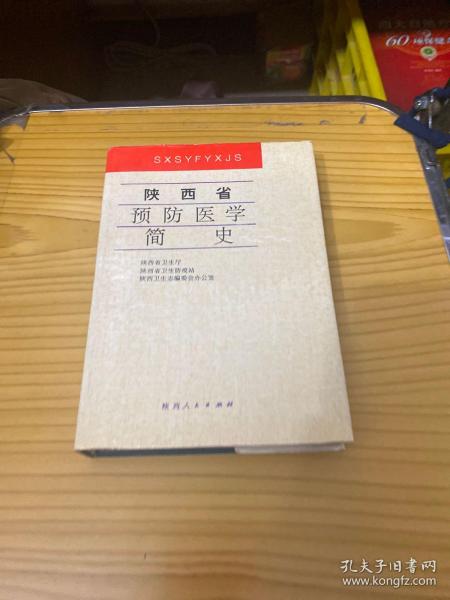 60
SXSYFYXJS
陕西省
预防医学
简史
陕西省卫生厅
陕西省卫生防疫站
陕西卫生志编委会办公室
陕西人民出版社
孔夫子旧书网
www.kongfz.com